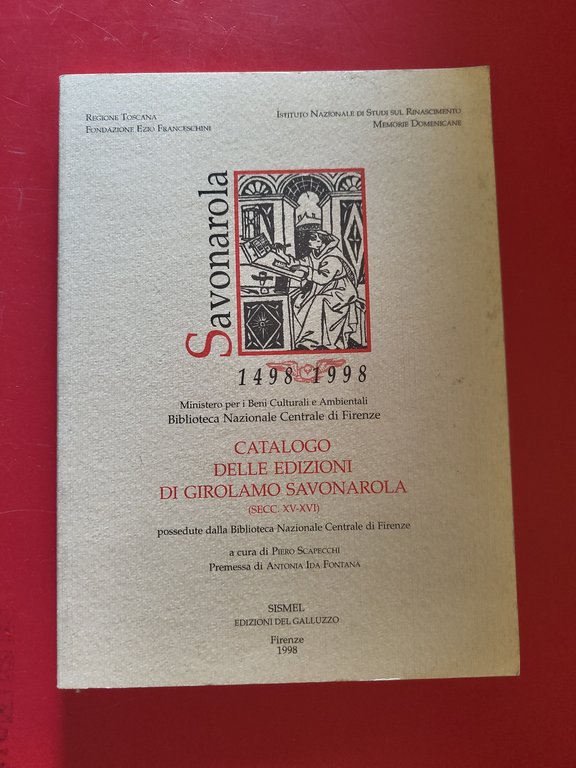 REGIONE TOSCANA
FONDAZIONE EZIO FRANCESCHINI
ISTITUTO NAZIONALE DI STUDI SUL RINASCIMENTO
MEMORIE DOMENICANE
Savonarola
1498 1998
Ministero per i Beni Culturali e Ambientali
Biblioteca Nazionale Centrale di Firenze
CATALOGO
DELLE EDIZIONI
DI GIROLAMO SAVONAROLA
(SECC. XV-XVI)
possedute dalla Biblioteca Nazionale Centrale di Firenze
a cura di PIERO SCAPECCHI
Premessa di ANTONIA IDA FONTANA
SISMEL
EDIZIONI DEL GALLUZZO
Firenze
1998